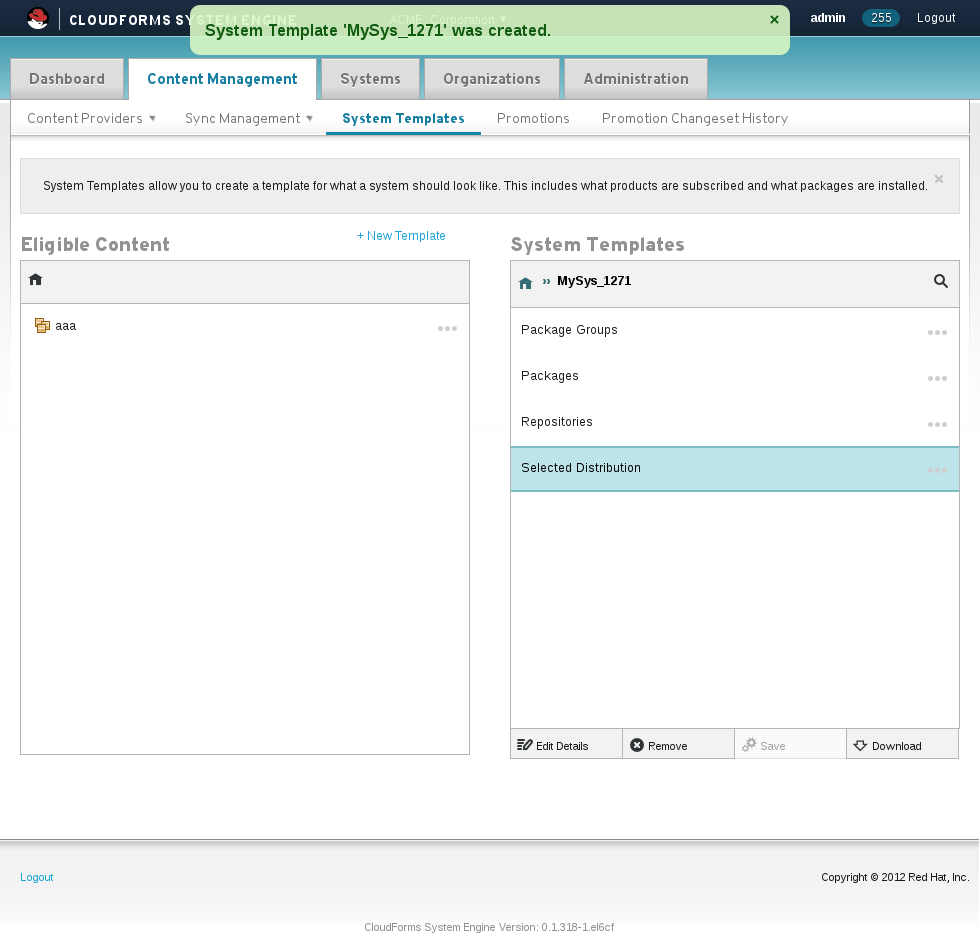 CLOUDFORMS SYSTEM ENGINE
ACME_Corporation
admin 255 Logout
System Template 'MySys_1271' was created.
Dashboard Content Management Systems Organizations Administration
Content Providers Sync Management System Templates Promotions Promotion Changeset History
System Templates allow you to create a template for what a system should look like. This includes what products are subscribed and what packages are installed.
Eligible Content
+ New Template
aaa
System Templates
›› MySys_1271
Package Groups
Packages
Repositories
Selected Distribution
Edit Details Remove Save Download
Logout
Copyright © 2012 Red Hat, Inc.
CloudForms System Engine Version: 0.1.318-1.el6cf